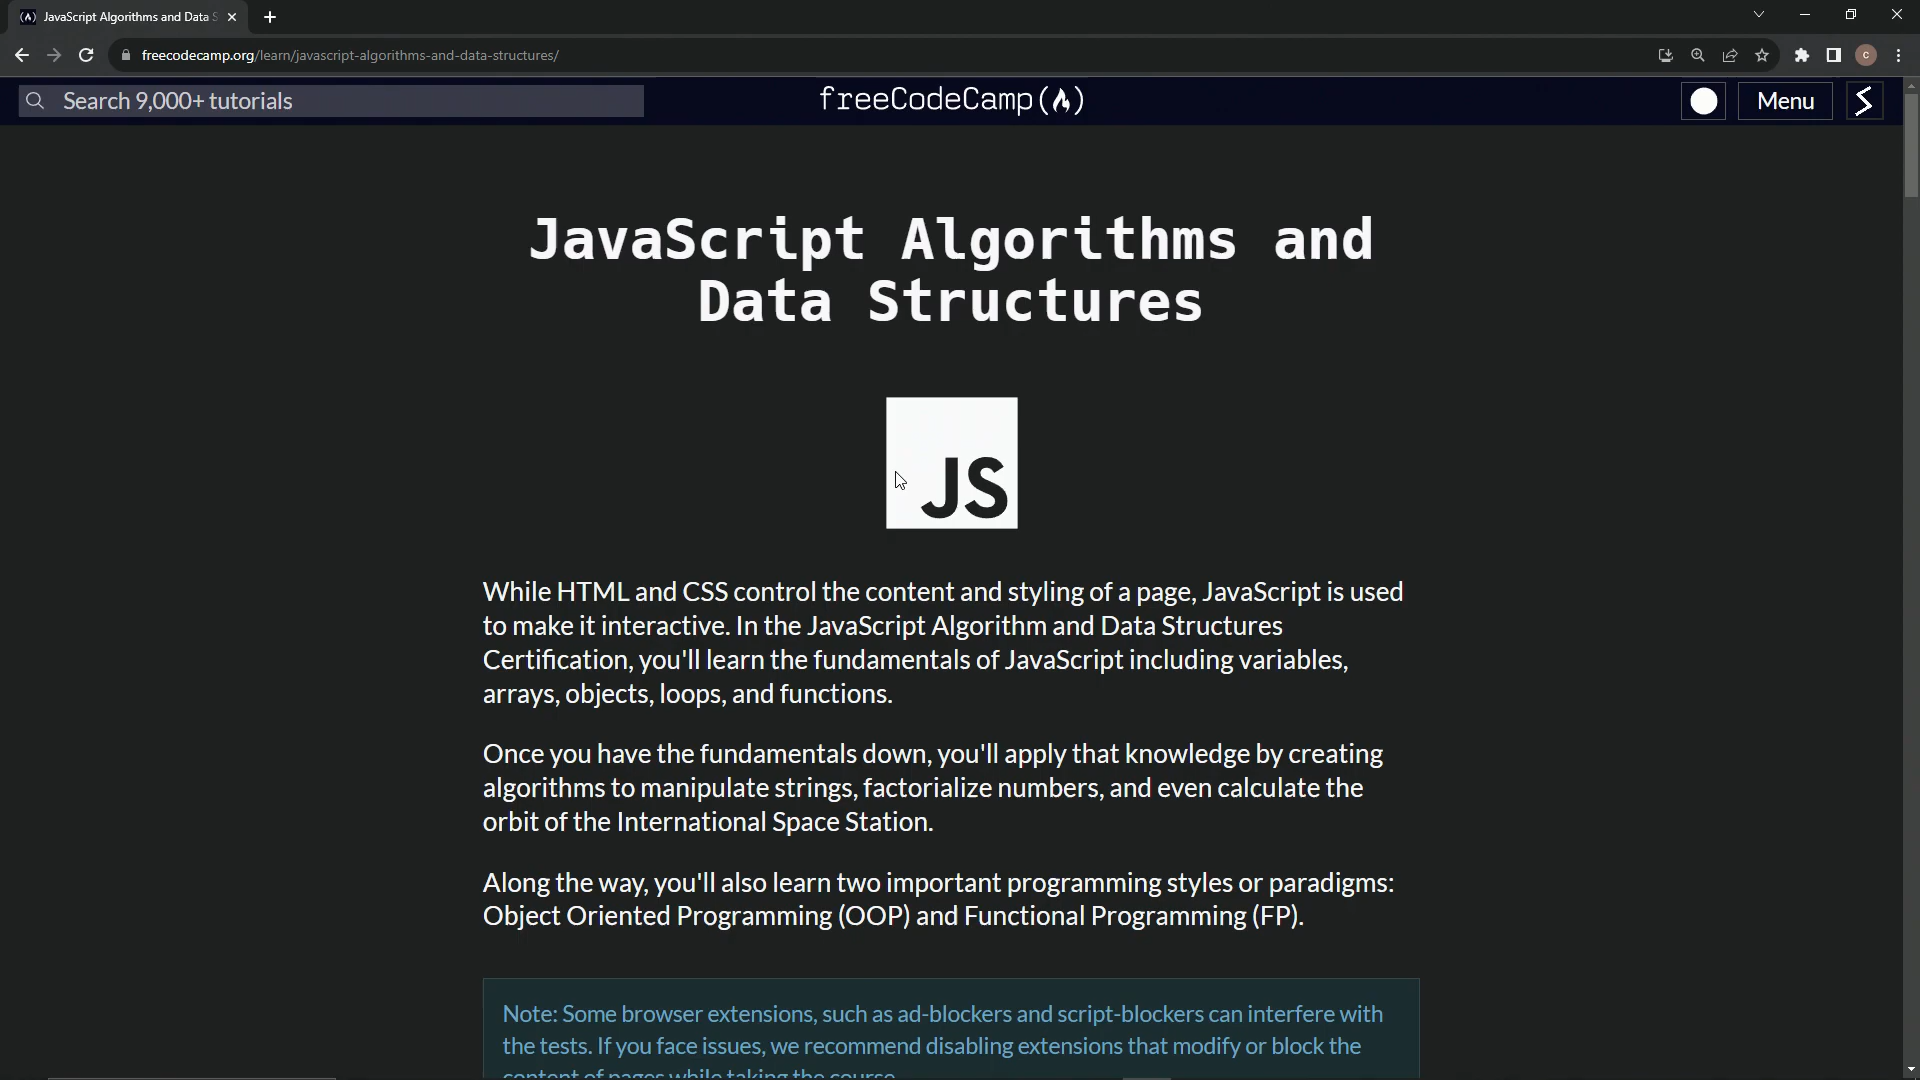 JavaScript Algorithms and Data S
freecodecamp.org/learn/javascript-algorithms-and-data-structures/
C
Search 9,000+ tutorials
freeCodeCamp
Menu
JavaScript Algorithms and
Data Structures
JS
While HTML and CSS control the content and styling of a page, JavaScript is used
to make it interactive. In the JavaScript Algorithm and Data Structures
Certification, you'll learn the fundamentals of JavaScript including variables,
arrays, objects, loops, and functions.
Once you have the fundamentals down, you'll apply that knowledge by creating
algorithms to manipulate strings, factorialize numbers, and even calculate the
orbit of the International Space Station.
Along the way, you'll also learn two important programming styles or paradigms:
Object Oriented Programming (OOP) and Functional Programming (FP).
Note: Some browser extensions, such as ad-blockers and script-blockers can interfere with
the tests. If you face issues, we recommend disabling extensions that modify or block the
content of pages while taking the course.